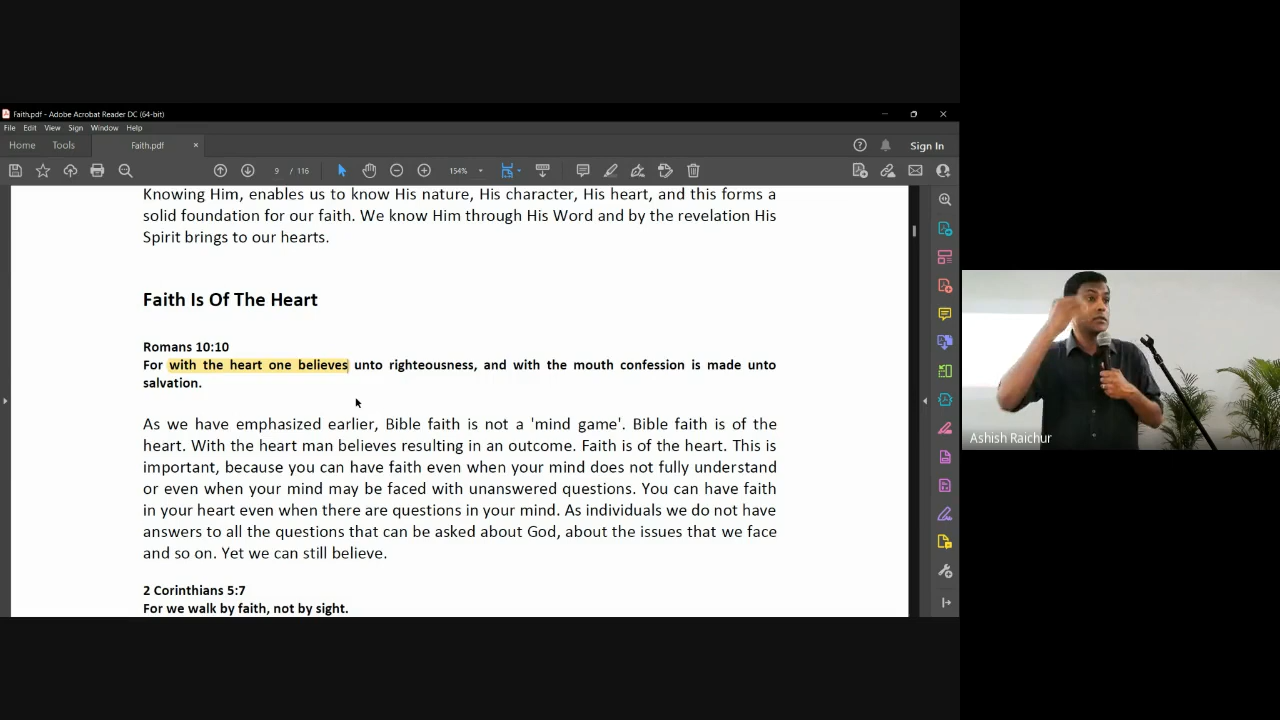 Faith.pdf - Adobe Acrobat Reader DC (64-bit)
File Edit View Sign Window Help
Home Tools Faith.pdf × Sign In
9 / 116 154%
Knowing Him, enables us to know His nature, His character, His heart, and this forms a
solid foundation for our faith. We know Him through His Word and by the revelation His
Spirit brings to our hearts.
Faith Is Of The Heart
Romans 10:10
For with the heart one believes unto righteousness, and with the mouth confession is made unto
salvation.
As we have emphasized earlier, Bible faith is not a 'mind game'. Bible faith is of the
heart. With the heart man believes resulting in an outcome. Faith is of the heart. This is
important, because you can have faith even when your mind does not fully understand
or even when your mind may be faced with unanswered questions. You can have faith
in your heart even when there are questions in your mind. As individuals we do not have
answers to all the questions that can be asked about God, about the issues that we face
and so on. Yet we can still believe.
2 Corinthians 5:7
For we walk by faith, not by sight.
Ashish Raichur